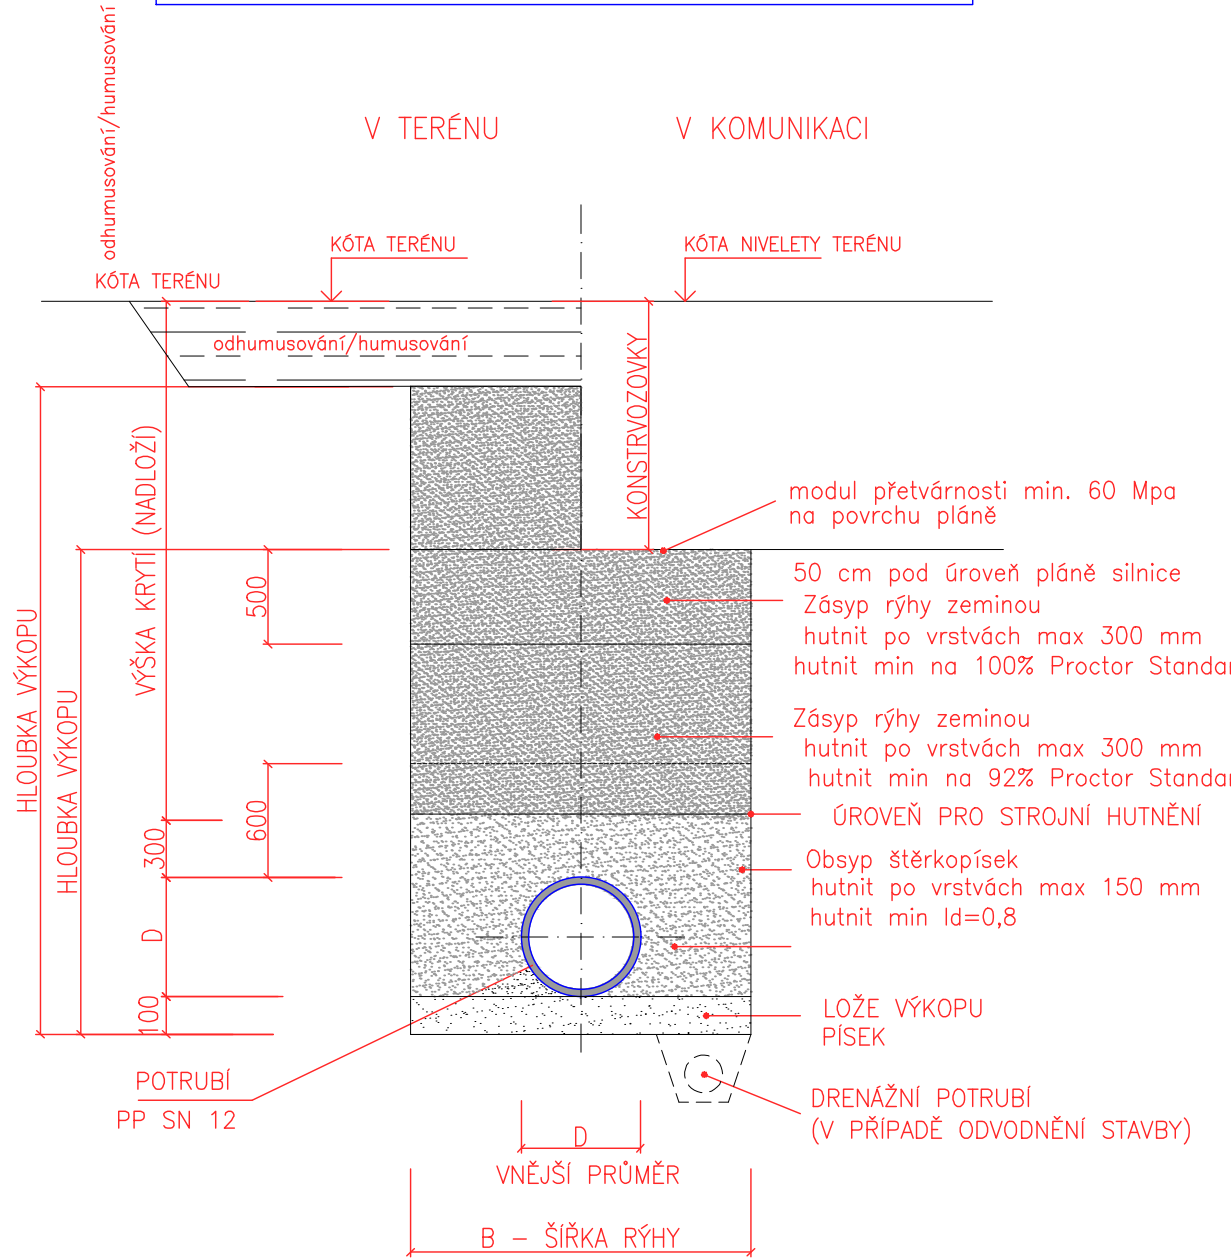 odhumusování/humusování
V TERÉNU
V KOMUNIKACI
KÓTA TERÉNU
KÓTA NIVELETY TERÉNU
KÓTA TERÉNU
odhumusování/humusování
KONSTRVOZOVKY
modul přetvárnosti min. 60 Mpa
na povrchu pláně
50 cm pod úroveň pláně silnice
Zásyp rýhy zeminou
hutnit po vrstvách max 300 mm
hutnit min na 100% Proctor Standar
Zásyp rýhy zeminou
hutnit po vrstvách max 300 mm
hutnit min na 92% Proctor Standar
ÚROVEŇ PRO STROJNÍ HUTNĚNÍ
Obsyp štěrkopísek
hutnit po vrstvách max 150 mm
hutnit min Id=0,8
LOŽE VÝKOPU
PÍSEK
DRENÁŽNÍ POTRUBÍ
(V PŘÍPADĚ ODVODNĚNÍ STAVBY)
HLOUBKA VÝKOPU
HLOUBKA VÝKOPU
VÝŠKA KRYTÍ (NADLOŽÍ)
500
600
300
D
100
POTRUBÍ
PP SN 12
D
VNĚJŠÍ PRŮMĚR
B – ŠÍŘKA RÝHY